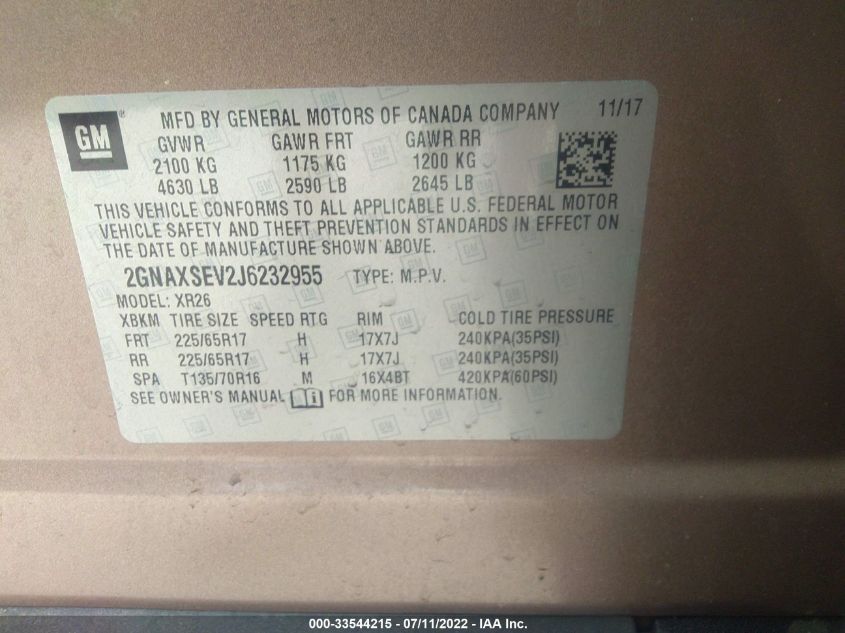 GM ® MFD BY GENERAL MOTORS OF CANADA COMPANY 11/17
GVWR GAWR FRT GAWR RR
2100 KG 1175 KG 1200 KG
4630 LB 2590 LB 2645 LB
THIS VEHICLE CONFORMS TO ALL APPLICABLE U.S. FEDERAL MOTOR
VEHICLE SAFETY AND THEFT PREVENTION STANDARDS IN EFFECT ON
THE DATE OF MANUFACTURE SHOWN ABOVE.
2GNAXSEV2J6232955 TYPE: M.P.V.
MODEL: XR26
XBKM TIRE SIZE SPEED RTG RIM COLD TIRE PRESSURE
FRT 225/65R17 H 17X7J 240KPA(35PSI)
RR 225/65R17 H 17X7J 240KPA(35PSI)
SPA T135/70R16 M 16X4BT 420KPA(60PSI)
SEE OWNER'S MANUAL i FOR MORE INFORMATION.
000-33544215 - 07/11/2022 - IAA Inc.